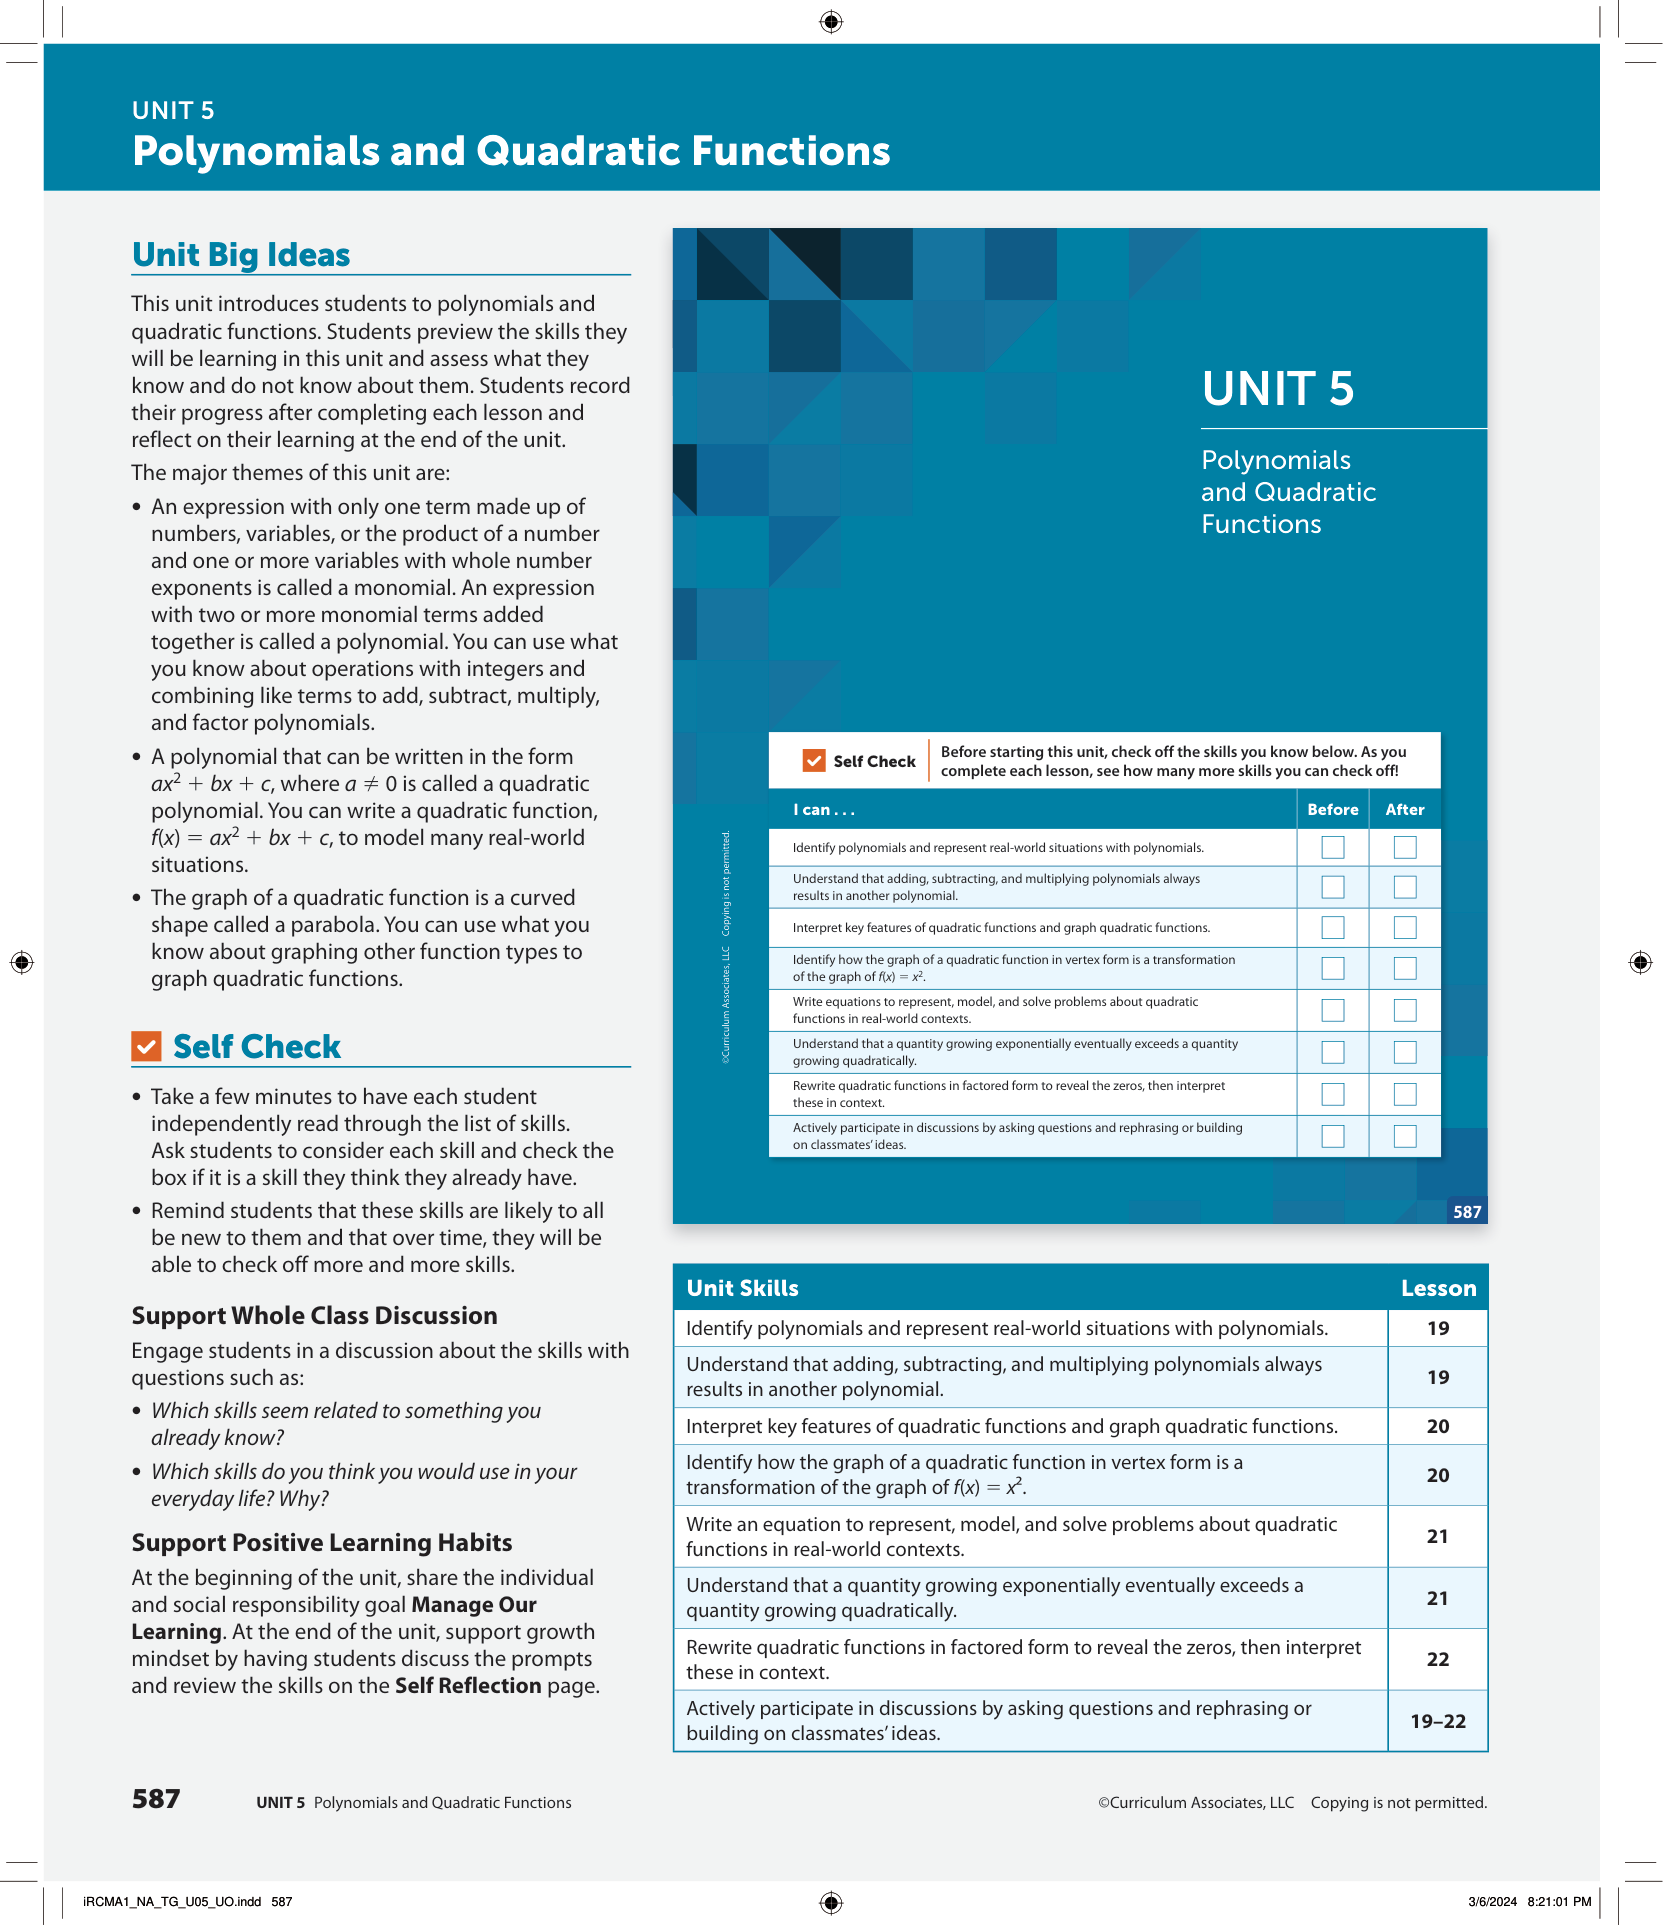 UNIT 5
Polynomials and Quadratic Functions
Unit Big Ideas
This unit introduces students to polynomials and
quadratic functions. Students preview the skills they
will be learning in this unit and assess what they
know and do not know about them. Students record
their progress after completing each lesson and
reflect on their learning at the end of the unit.
The major themes of this unit are:
• An expression with only one term made up of
numbers, variables, or the product of a number
and one or more variables with whole number
exponents is called a monomial. An expression
with two or more monomial terms added
together is called a polynomial. You can use what
you know about operations with integers and
combining like terms to add, subtract, multiply,
and factor polynomials.
• A polynomial that can be written in the form
ax² + bx + c, where a ≠ 0 is called a quadratic
polynomial. You can write a quadratic function,
f(x) = ax² + bx + c, to model many real-world
situations.
• The graph of a quadratic function is a curved
shape called a parabola. You can use what you
know about graphing other function types to
graph quadratic functions.
Self Check
• Take a few minutes to have each student
independently read through the list of skills.
Ask students to consider each skill and check the
box if it is a skill they think they already have.
• Remind students that these skills are likely to all
be new to them and that over time, they will be
able to check off more and more skills.
Support Whole Class Discussion
Engage students in a discussion about the skills with
questions such as:
• Which skills seem related to something you
already know?
• Which skills do you think you would use in your
everyday life? Why?
Support Positive Learning Habits
At the beginning of the unit, share the individual
and social responsibility goal Manage Our
Learning. At the end of the unit, support growth
mindset by having students discuss the prompts
and review the skills on the Self Reflection page.
UNIT 5
Polynomials
and Quadratic
Functions
Self Check
Before starting this unit, check off the skills you know below. As you
complete each lesson, see how many more skills you can check off!
I can . . . Before After
Identify polynomials and represent real-world situations with polynomials.
Understand that adding, subtracting, and multiplying polynomials always
results in another polynomial.
Interpret key features of quadratic functions and graph quadratic functions.
Identify how the graph of a quadratic function in vertex form is a transformation
of the graph of f(x) = x².
Write equations to represent, model, and solve problems about quadratic
functions in real-world contexts.
Understand that a quantity growing exponentially eventually exceeds a quantity
growing quadratically.
Rewrite quadratic functions in factored form to reveal the zeros, then interpret
these in context.
Actively participate in discussions by asking questions and rephrasing or building
on classmates’ ideas.
©Curriculum Associates, LLC Copying is not permitted.
587
Unit Skills Lesson
Identify polynomials and represent real-world situations with polynomials. 19
Understand that adding, subtracting, and multiplying polynomials always
results in another polynomial. 19
Interpret key features of quadratic functions and graph quadratic functions. 20
Identify how the graph of a quadratic function in vertex form is a
transformation of the graph of f(x) = x². 20
Write an equation to represent, model, and solve problems about quadratic
functions in real-world contexts. 21
Understand that a quantity growing exponentially eventually exceeds a
quantity growing quadratically. 21
Rewrite quadratic functions in factored form to reveal the zeros, then interpret
these in context. 22
Actively participate in discussions by asking questions and rephrasing or
building on classmates’ ideas. 19–22
587 UNIT 5 Polynomials and Quadratic Functions ©Curriculum Associates, LLC Copying is not permitted.
iRCMA1_NA_TG_U05_UO.indd 587 3/6/2024 8:21:01 PM